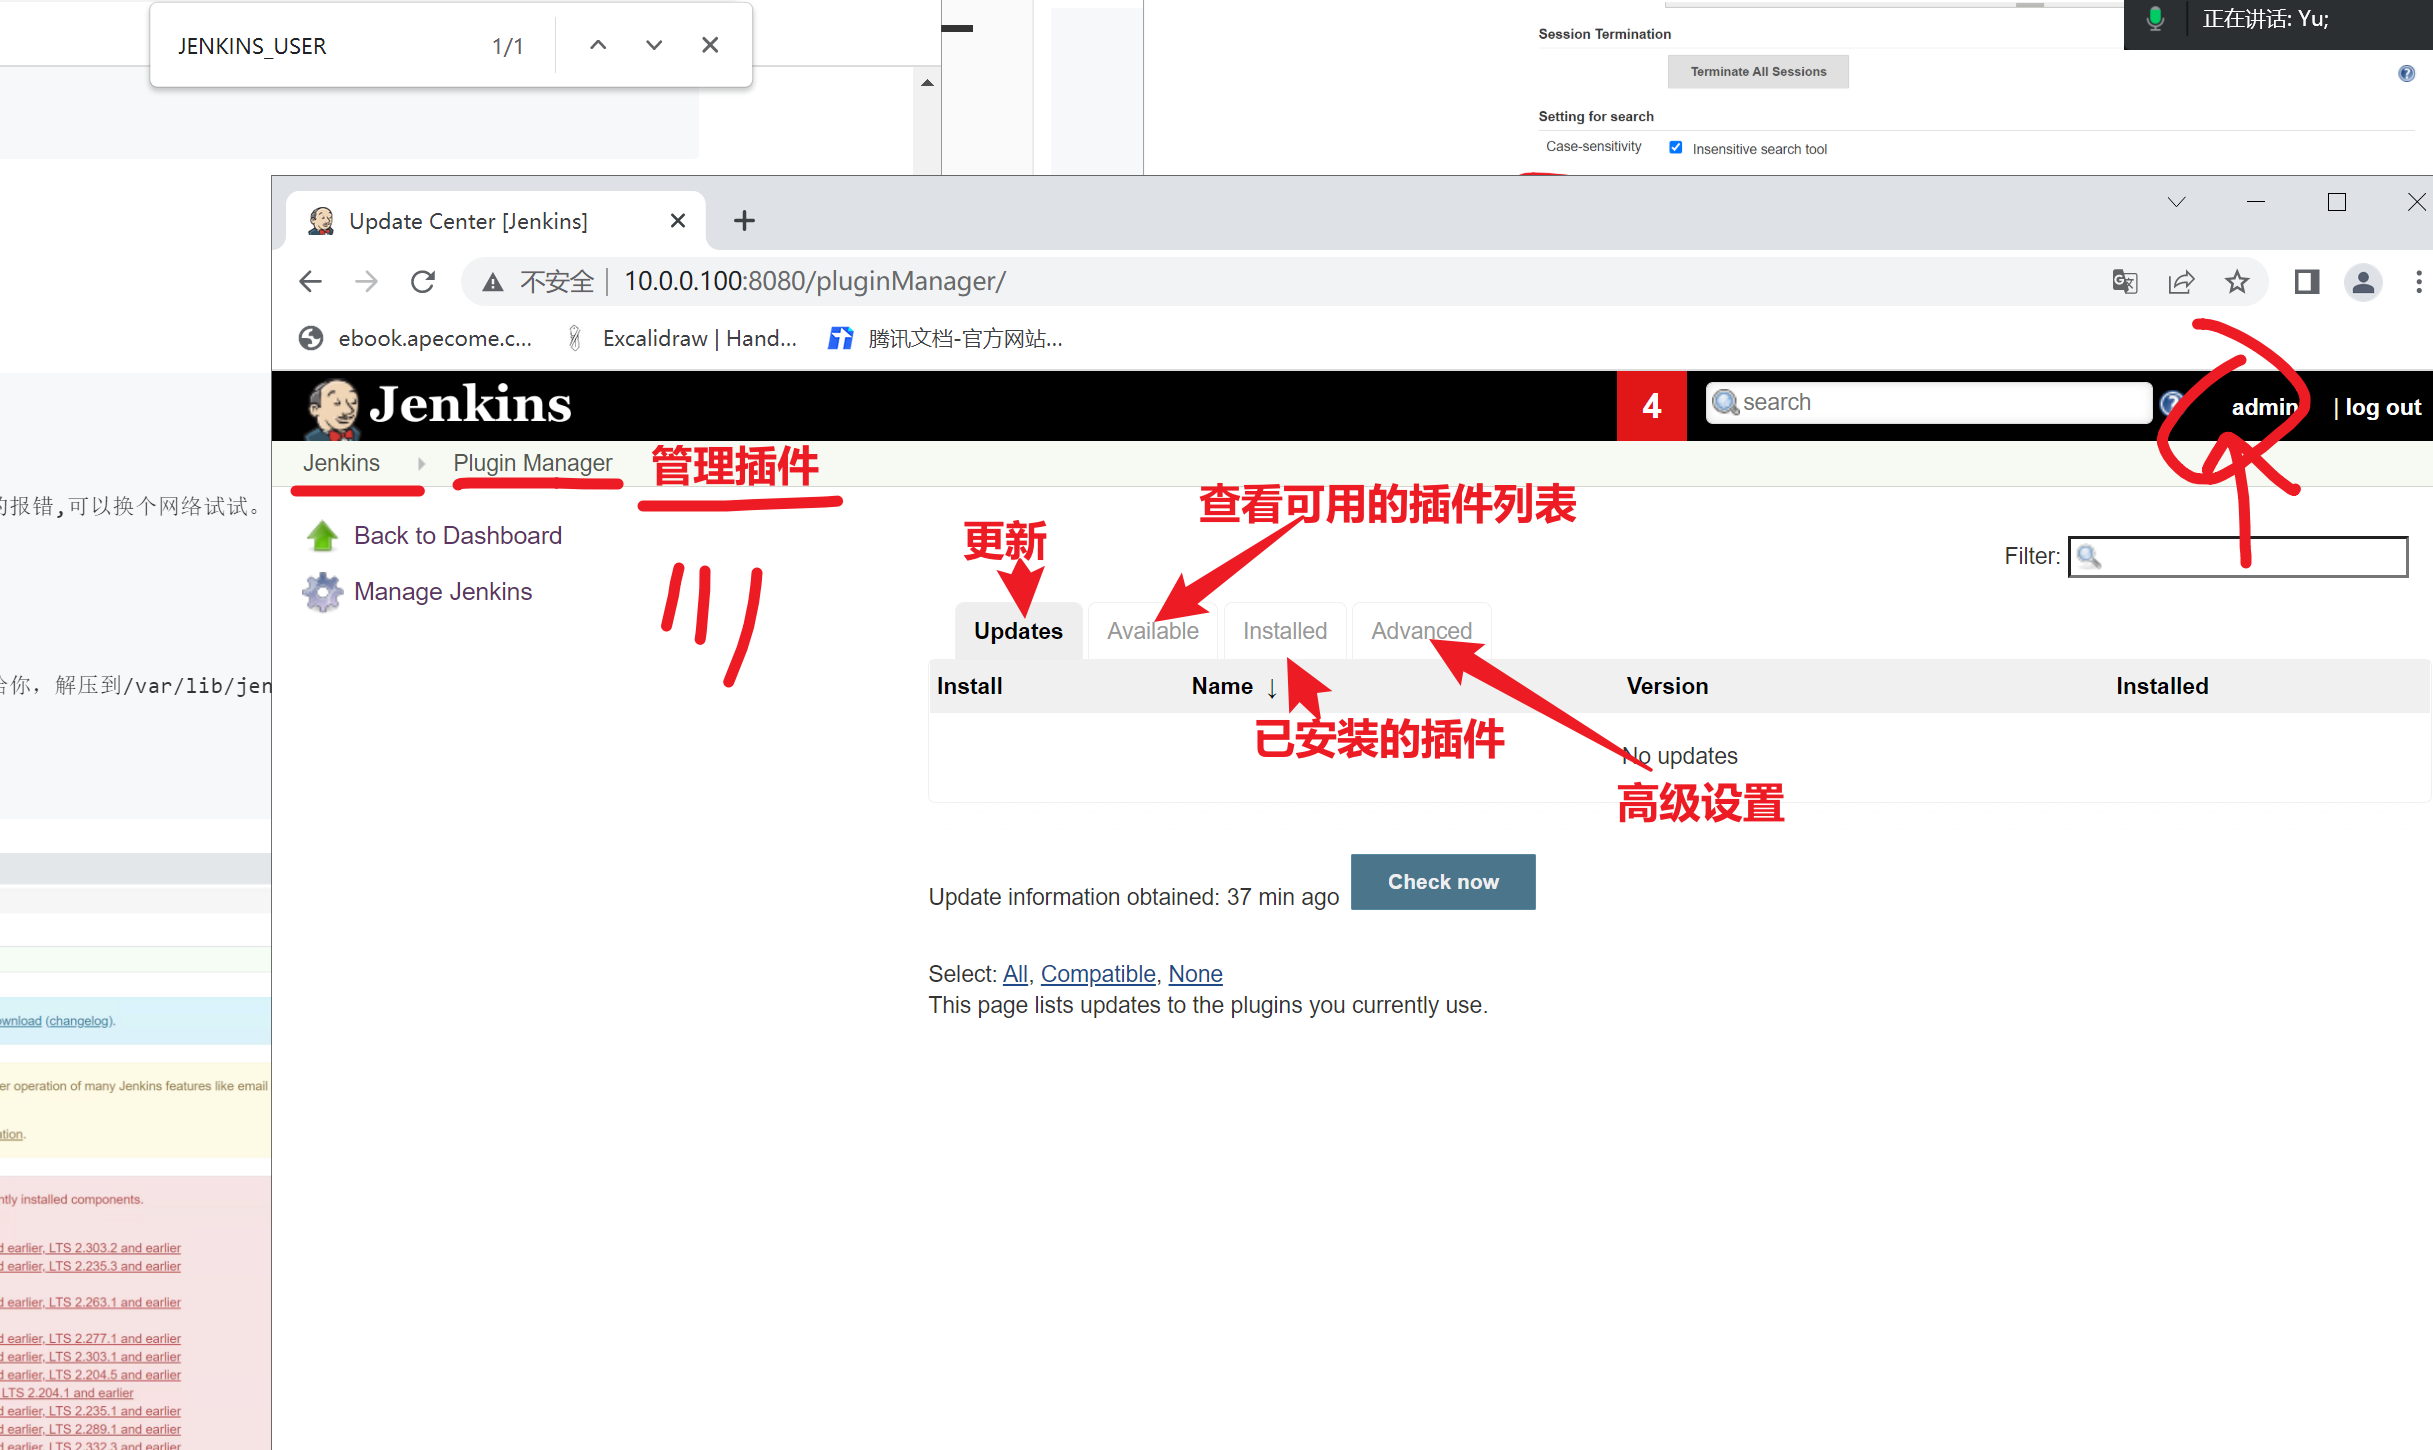 JENKINS_USER 1/1
正在讲话: Yu;
Session Termination
Terminate All Sessions
Setting for search
Case-sensitivity Insensitive search tool
Update Center [Jenkins]
不安全 | 10.0.0.100:8080/pluginManager/
ebook.apecome.c... Excalidraw | Hand... 腾讯文档-官方网站...
Jenkins 4 search admin | log out
Jenkins Plugin Manager 管理插件
的报错,可以换个网络试试。
Back to Dashboard
Manage Jenkins
更新
查看可用的插件列表
Filter:
Updates Available Installed Advanced
给你，解压到/var/lib/jen
Install Name ↓ Version Installed
已安装的插件
No updates
高级设置
Update information obtained: 37 min ago Check now
Select: All, Compatible, None
This page lists updates to the plugins you currently use.
ownload (changelog).
er operation of many Jenkins features like email
ation.
ntly installed components.
d earlier, LTS 2.303.2 and earlier
d earlier, LTS 2.235.3 and earlier
d earlier, LTS 2.263.1 and earlier
d earlier, LTS 2.277.1 and earlier
d earlier, LTS 2.303.1 and earlier
d earlier, LTS 2.204.5 and earlier
LTS 2.204.1 and earlier
d earlier, LTS 2.235.1 and earlier
d earlier, LTS 2.289.1 and earlier
d earlier, LTS 2.332.3 and earlier